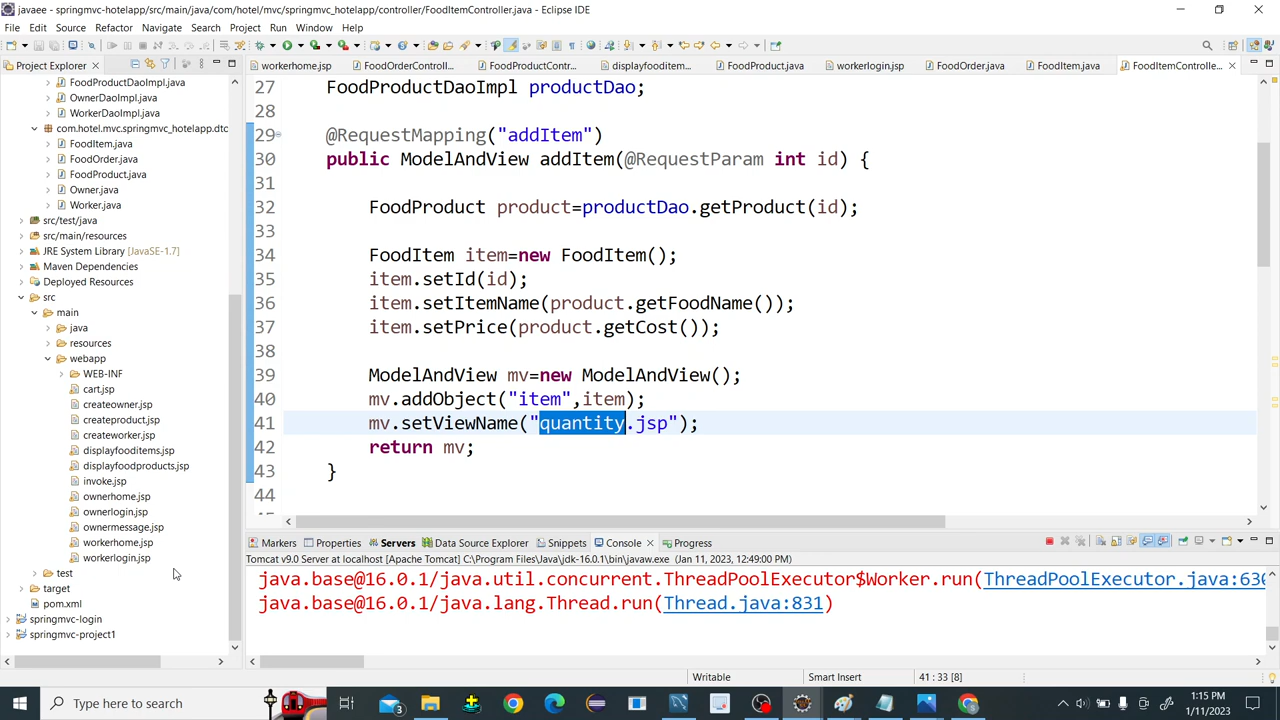 javaee - springmvc-hotelapp/src/main/java/com/hotel/mvc/springmvc_hotelapp/controller/FoodItemController.java - Eclipse IDE
File Edit Source Refactor Navigate Search Project Run Window Help
Project Explorer
workerhome.jsp FoodOrderControll... FoodProductContr... displayfooditem... FoodProduct.java workerlogin.jsp FoodOrder.java FoodItem.java FoodItemControlle...
FoodProductDaoImpl.java
OwnerDaoImpl.java
WorkerDaoImpl.java
com.hotel.mvc.springmvc_hotelapp.dtc
FoodItem.java
FoodOrder.java
FoodProduct.java
Owner.java
Worker.java
src/test/java
src/main/resources
JRE System Library [JavaSE-1.7]
Maven Dependencies
Deployed Resources
src
main
java
resources
webapp
WEB-INF
cart.jsp
createowner.jsp
createproduct.jsp
createworker.jsp
displayfooditems.jsp
displayfoodproducts.jsp
invoke.jsp
ownerhome.jsp
ownerlogin.jsp
ownermessage.jsp
workerhome.jsp
workerlogin.jsp
test
target
pom.xml
springmvc-login
springmvc-project1
27 FoodProductDaoImpl productDao;
28
29 @RequestMapping("addItem")
30 public ModelAndView addItem(@RequestParam int id) {
31
32 FoodProduct product=productDao.getProduct(id);
33
34 FoodItem item=new FoodItem();
35 item.setId(id);
36 item.setItemName(product.getFoodName());
37 item.setPrice(product.getCost());
38
39 ModelAndView mv=new ModelAndView();
40 mv.addObject("item",item);
41 mv.setViewName("quantity.jsp");
42 return mv;
43 }
44
Markers Properties Servers Data Source Explorer Snippets Console Progress
Tomcat v9.0 Server at localhost [Apache Tomcat] C:\Program Files\Java\jdk-16.0.1\bin\javaw.exe (Jan 11, 2023, 12:49:00 PM)
java.base@16.0.1/java.util.concurrent.ThreadPoolExecutor$Worker.run(ThreadPoolExecutor.java:630
java.base@16.0.1/java.lang.Thread.run(Thread.java:831)
Writable Smart Insert 41 : 33 [8]
Type here to search
3
1:15 PM
1/11/2023